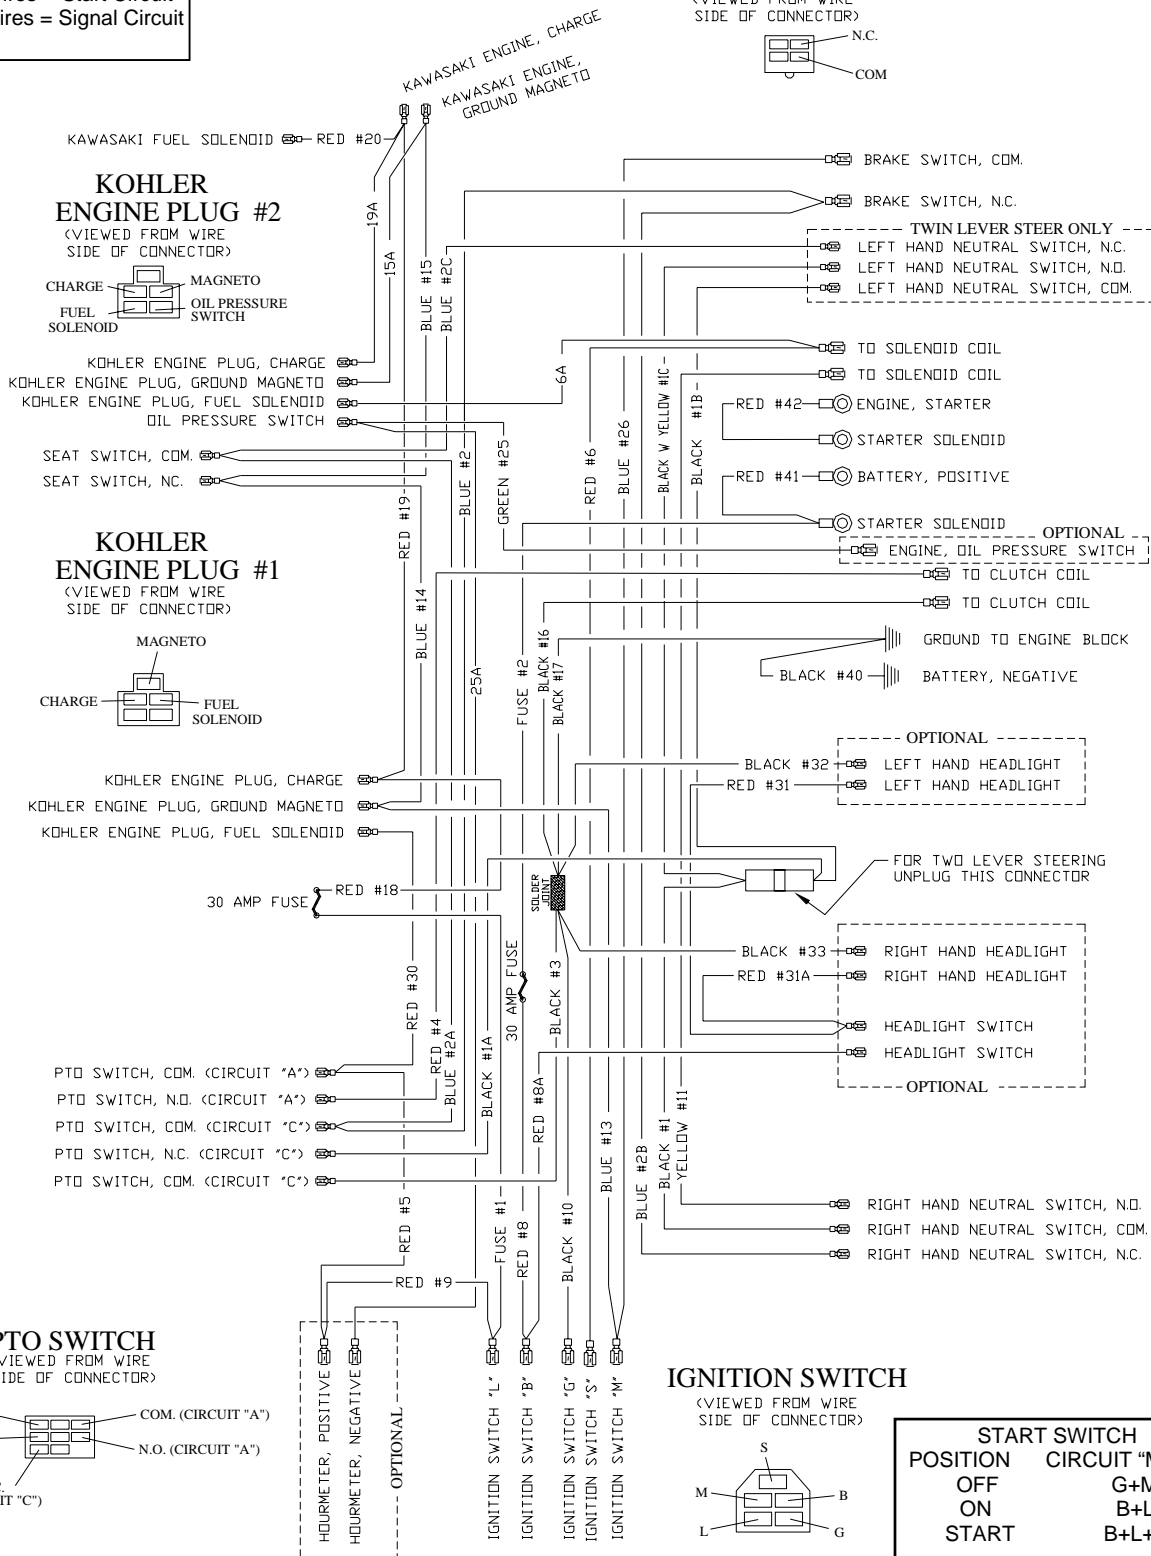 = Signal Circuit
(VIEWED FROM WIRE
SIDE OF CONNECTOR)
N.C.
COM
KAWASAKI ENGINE, CHARGE
KAWASAKI ENGINE,
GROUND MAGNETO
KAWASAKI FUEL SOLENOID
RED #20
KOHLER
ENGINE PLUG #2
(VIEWED FROM WIRE
SIDE OF CONNECTOR)
CHARGE
MAGNETO
FUEL
SOLENOID
OIL PRESSURE
SWITCH
19A
15A
BLUE #15
BLUE #2C
BRAKE SWITCH, COM.
BRAKE SWITCH, N.C.
TWIN LEVER STEER ONLY
LEFT HAND NEUTRAL SWITCH, N.C.
LEFT HAND NEUTRAL SWITCH, N.O.
LEFT HAND NEUTRAL SWITCH, COM.
KOHLER ENGINE PLUG, CHARGE
KOHLER ENGINE PLUG, GROUND MAGNETO
KOHLER ENGINE PLUG, FUEL SOLENOID
OIL PRESSURE SWITCH
SEAT SWITCH, COM.
SEAT SWITCH, NC.
6A
TO SOLENOID COIL
TO SOLENOID COIL
RED #42
ENGINE, STARTER
STARTER SOLENOID
RED #41
BATTERY, POSITIVE
STARTER SOLENOID
OPTIONAL
ENGINE, OIL PRESSURE SWITCH
TO CLUTCH COIL
TO CLUTCH COIL
GROUND TO ENGINE BLOCK
BLACK #40
BATTERY, NEGATIVE
RED #19
BLUE #14
BLUE #2
25A
GREEN #25
FUSE #2
BLACK #16
BLACK #17
RED #6
BLUE #26
BLACK W YELLOW #1C
BLACK #1B
KOHLER
ENGINE PLUG #1
(VIEWED FROM WIRE
SIDE OF CONNECTOR)
MAGNETO
CHARGE
FUEL
SOLENOID
KOHLER ENGINE PLUG, CHARGE
KOHLER ENGINE PLUG, GROUND MAGNETO
KOHLER ENGINE PLUG, FUEL SOLENOID
OPTIONAL
BLACK #32
LEFT HAND HEADLIGHT
RED #31
LEFT HAND HEADLIGHT
FOR TWO LEVER STEERING
UNPLUG THIS CONNECTOR
30 AMP FUSE
RED #18
SOLDER
JOINT
BLACK #33
RIGHT HAND HEADLIGHT
RED #31A
RIGHT HAND HEADLIGHT
HEADLIGHT SWITCH
HEADLIGHT SWITCH
OPTIONAL
RED #30
RED #4
BLUE #2A
BLACK #1A
30 AMP FUSE
BLACK #3
RED #8A
PTO SWITCH, COM. (CIRCUIT "A")
PTO SWITCH, N.O. (CIRCUIT "A")
PTO SWITCH, COM. (CIRCUIT "C")
PTO SWITCH, N.C. (CIRCUIT "C")
PTO SWITCH, COM. (CIRCUIT "C")
RED #5
FUSE #1
RED #8
BLACK #10
BLUE #13
BLUE #2B
BLACK #1
YELLOW #11
RIGHT HAND NEUTRAL SWITCH, N.O.
RIGHT HAND NEUTRAL SWITCH, COM.
RIGHT HAND NEUTRAL SWITCH, N.C.
RED #9
SWITCH
VIEWED FROM WIRE
OF CONNECTOR)
COM. (CIRCUIT "A")
N.O. (CIRCUIT "A")
"C")
HOURMETER, POSITIVE
HOURMETER, NEGATIVE
OPTIONAL
IGNITION SWITCH "L"
IGNITION SWITCH "B"
IGNITION SWITCH "G"
IGNITION SWITCH "S"
IGNITION SWITCH "M"
IGNITION SWITCH
(VIEWED FROM WIRE
SIDE OF CONNECTOR)
S
M
B
L
G
START SWITCH
POSITION CIRCUIT
OFF G+M
ON B+L
START B+L+